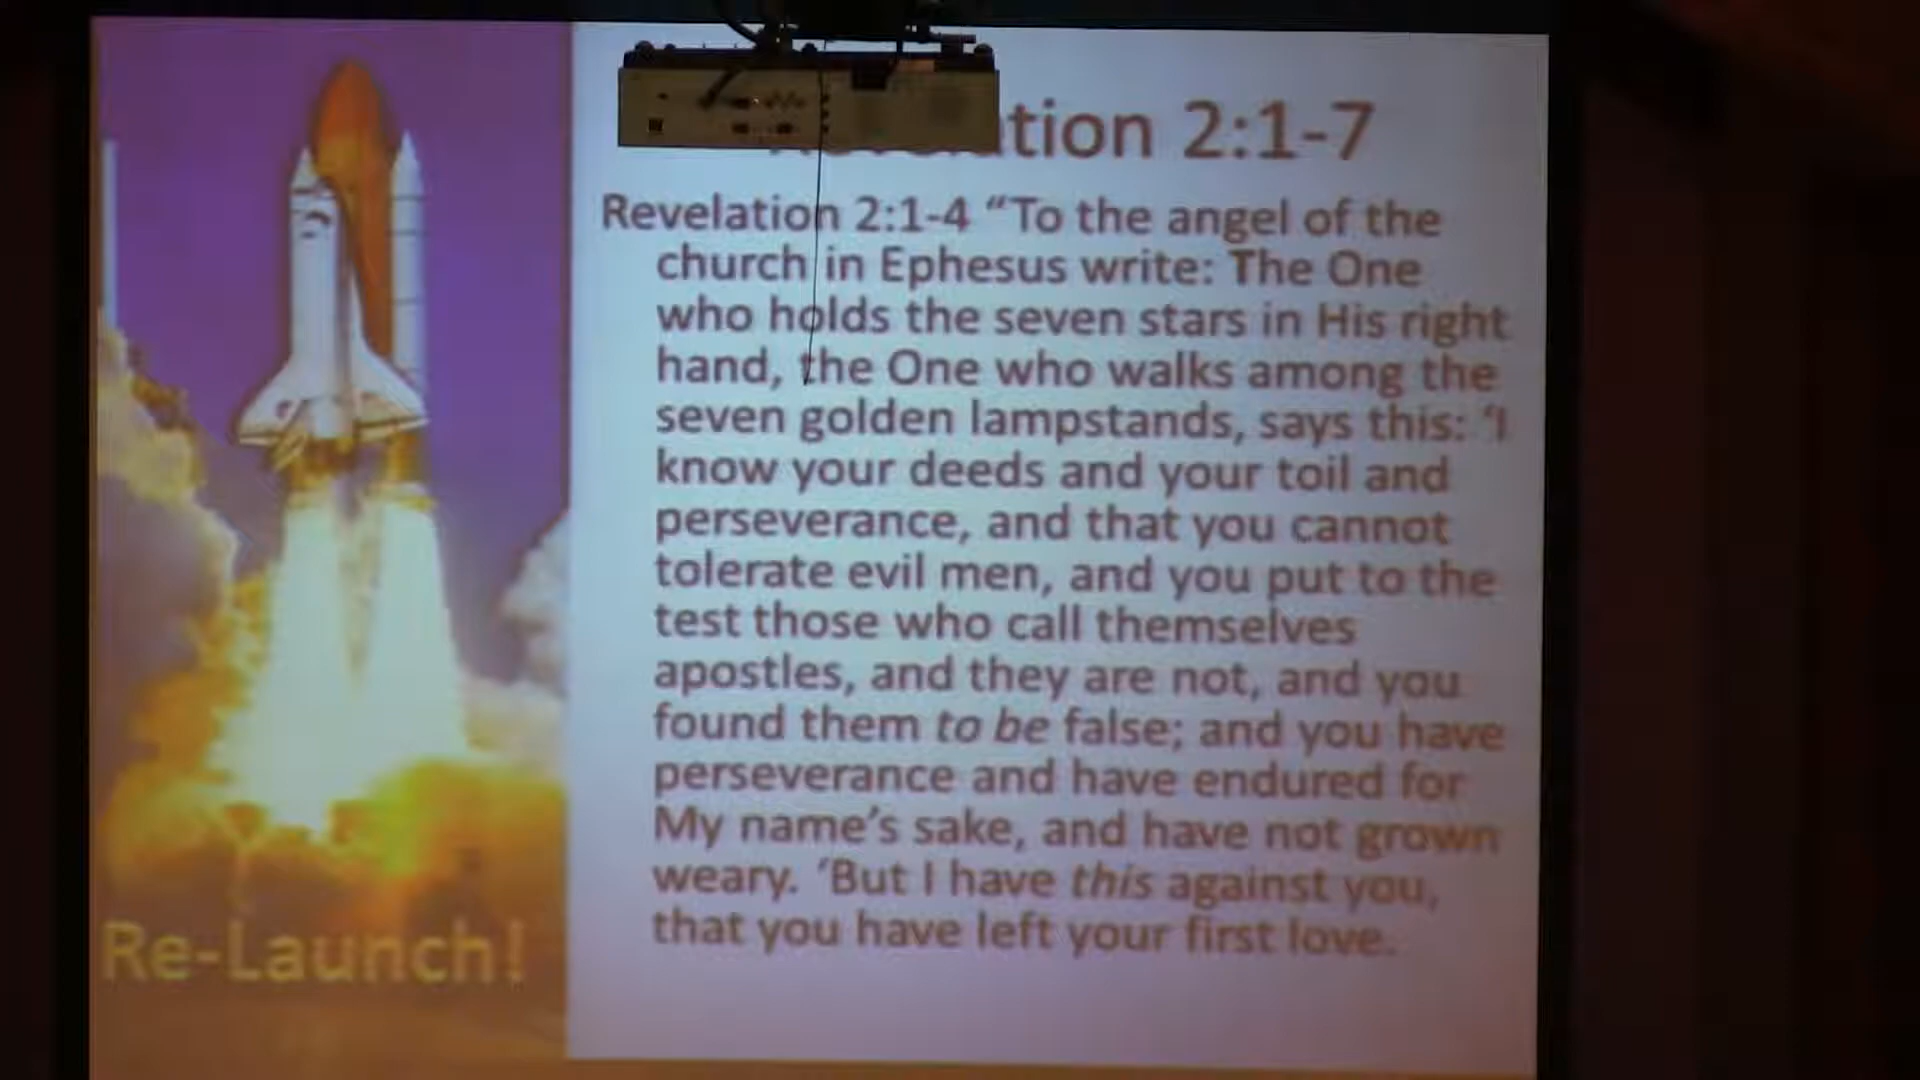 Revelation 2:1-7
Revelation 2:1-4 “To the angel of the
church in Ephesus write: The One
who holds the seven stars in His right
hand, the One who walks among the
seven golden lampstands, says this: ‘I
know your deeds and your toil and
perseverance, and that you cannot
tolerate evil men, and you put to the
test those who call themselves
apostles, and they are not, and you
found them to be false; and you have
perseverance and have endured for
My name’s sake, and have not grown
weary. ‘But I have this against you,
that you have left your first love.
Re-Launch!